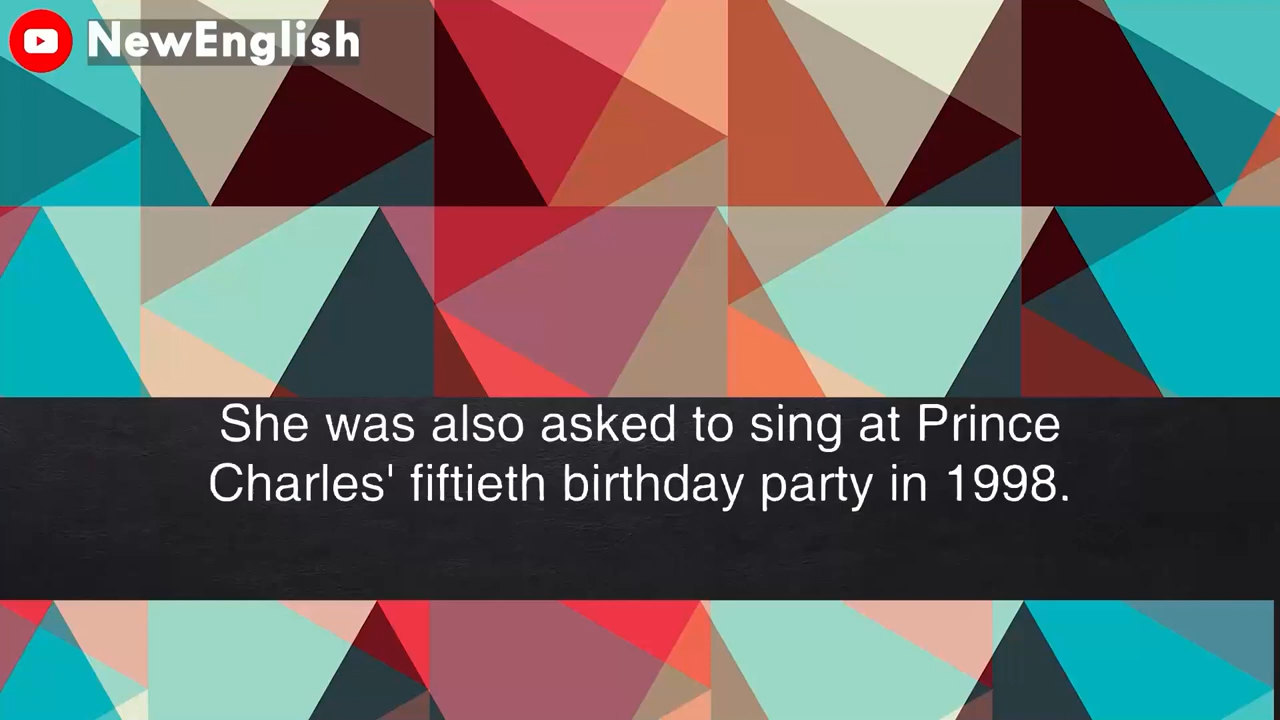 NewEnglish
She was also asked to sing at Prince
Charles' fiftieth birthday party in 1998.